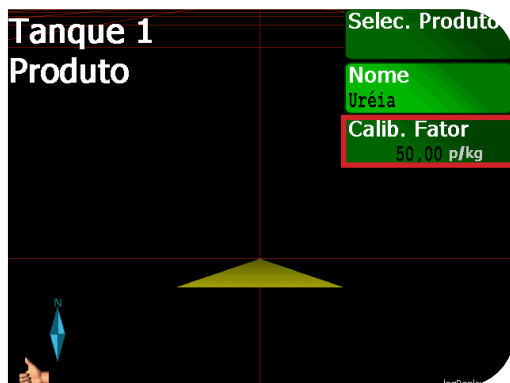 Tanque 1
Produto
Selec. Produto
Nome
Uréia
Calib. Fator
50,00 p/kg
N